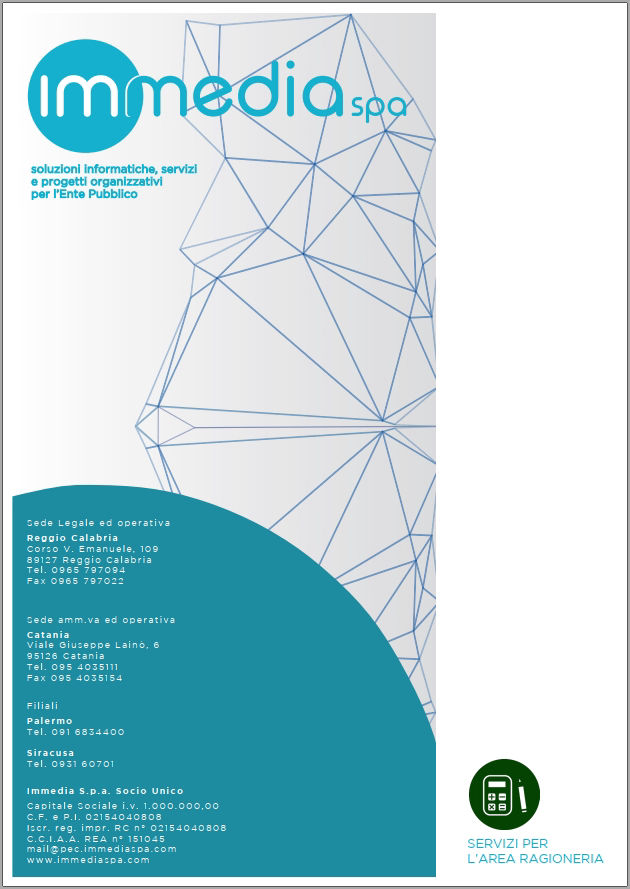 immedia spa
soluzioni informatiche, servizi
e progetti organizzativi
per l'Ente Pubblico
Sede Legale ed operativa
Reggio Calabria
Corso V. Emanuele, 109
89127 Reggio Calabria
Tel. 0965 797094
Fax 0965 797022
Sede amm.va ed operativa
Catania
Viale Giuseppe Lainò, 6
95126 Catania
Tel. 095 4035111
Fax 095 4035154
Filiali
Palermo
Tel. 091 6834400
Siracusa
Tel. 0931 60701
Immedia S.p.a. Socio Unico
Capitale Sociale i.v. 1.000.000,00
C.F. e P.I. 02154040808
Iscr. reg. impr. RC n° 02154040808
C.C.I.A.A. REA n° 151045
mail@pec.immediaspa.com
www.immediaspa.com
SERVIZI PER
L'AREA RAGIONERIA